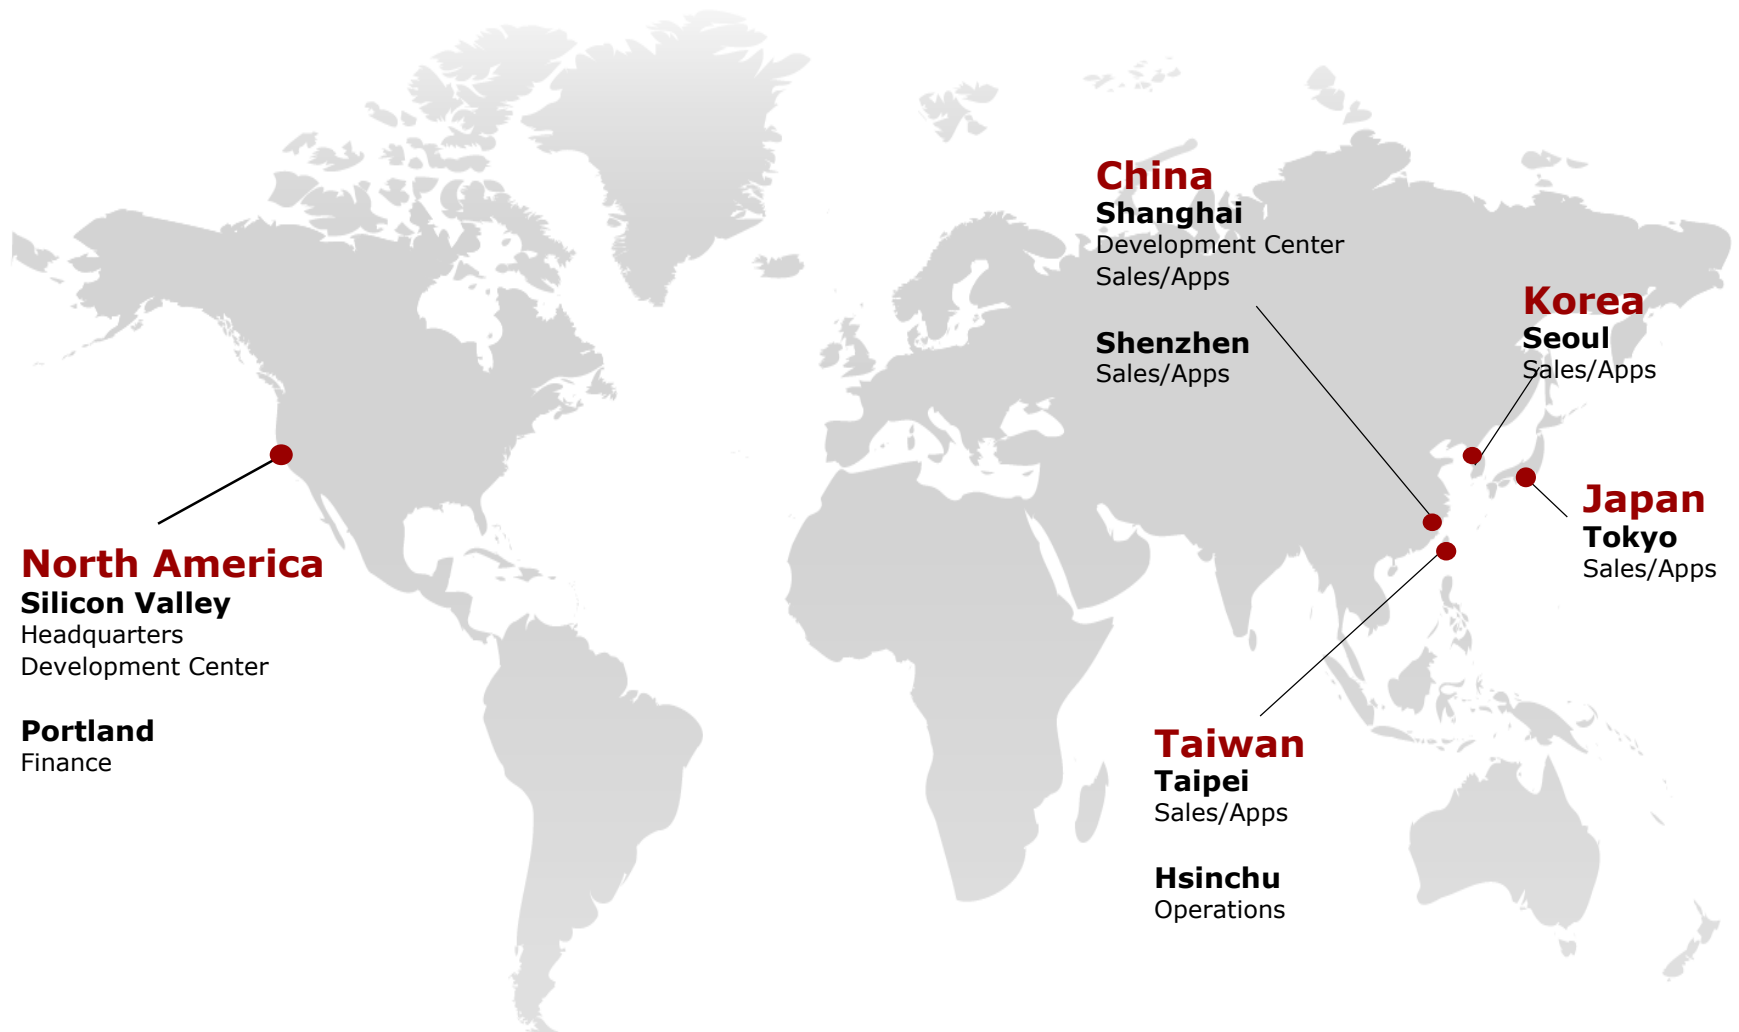 China
Shanghai
Development Center
Sales/Apps
Shenzhen
Sales/Apps
Korea
Seoul
Sales/Apps
Japan
Tokyo
Sales/Apps
North America
Silicon Valley
Headquarters
Development Center
Portland
Finance
Taiwan
Taipei
Sales/Apps
Hsinchu
Operations